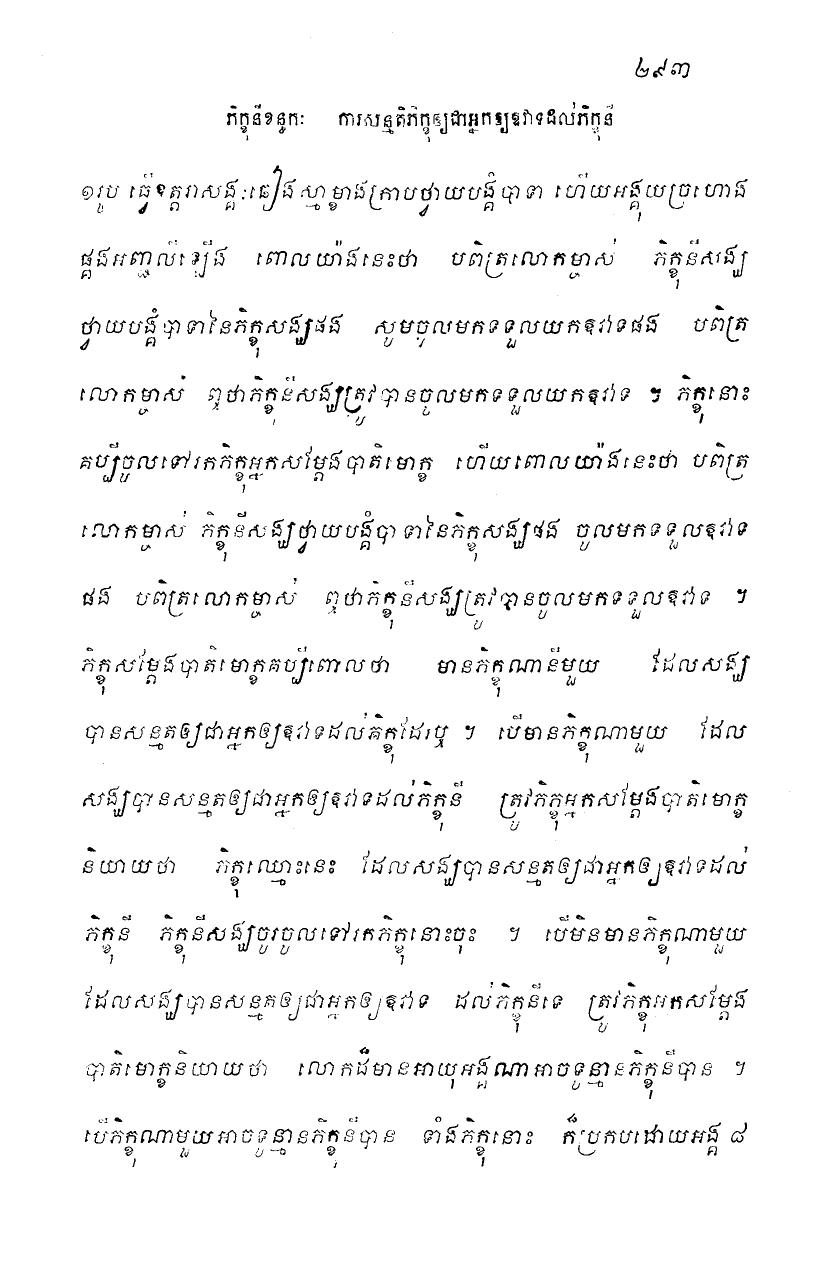 ២៩៣
ភិក្ខុនីខន្ធកៈ ការសន្មតិភិក្ខុឲ្យជាអ្នកឲ្យឱវាទដល់ភិក្ខុនី
១រូប ធ្វើឧត្តរាសង្គៈឆៀងស្មាម្ខាងក្រាបថ្វាយបង្គំបាទា ហើយអង្គុយច្រហោង
ផ្គងអញ្ជលីឡើង ពោលយ៉ាងនេះថា បពិត្រលោកម្ចាស់ ភិក្ខុនីសង្ឃ
ថ្វាយបង្គំបាទានៃភិក្ខុសង្ឃផង សូមចូលមកទទួលយកឱវាទផង បពិត្រ
លោកម្ចាស់ ឮថាភិក្ខុនីសង្ឃត្រូវបានចូលមកទទួលយកឱវាទ ។ ភិក្ខុនោះ
គប្បីចូលទៅរកភិក្ខុអ្នកសម្តែងបាតិមោក្ខ ហើយពោលយ៉ាងនេះថា បពិត្រ
លោកម្ចាស់ ភិក្ខុនីសង្ឃថ្វាយបង្គំបាទានៃភិក្ខុសង្ឃផង ចូលមកទទួលឱវាទ
ផង បពិត្រលោកម្ចាស់ ឮថាភិក្ខុនីសង្ឃត្រូវបានចូលមកទទួលឱវាទ ។
ភិក្ខុសម្តែងបាតិមោក្ខគប្បីពោលថា មានភិក្ខុណានីមួយ ដែលសង្ឃ
បានសន្មតឲ្យជាអ្នកឲ្យឱវាទដល់ភិក្ខុដែរឬ ។ បើមានភិក្ខុណាមួយ ដែល
សង្ឃបានសន្មតឲ្យជាអ្នកឲ្យឱវាទដល់ភិក្ខុនី ត្រូវភិក្ខុអ្នកសម្តែងបាតិមោក្ខ
និយាយថា ភិក្ខុឈ្មោះនេះ ដែលសង្ឃបានសន្មតឲ្យជាអ្នកឲ្យឱវាទដល់
ភិក្ខុនី ភិក្ខុនីសង្ឃចូរចូលទៅរកភិក្ខុនោះចុះ ។ បើមិនមានភិក្ខុណាមួយ
ដែលសង្ឃបានសន្មតឲ្យជាអ្នកឲ្យឱវាទ ដល់ភិក្ខុនីទេ ត្រូវភិក្ខុអកសម្តែង
បាតិមោក្ខនិយាយថា លោកដ៏មានអាយុអង្គណាអាចទូន្មានភិក្ខុនីបាន ។
បើភិក្ខុណាមួយអាចទូន្មានភិក្ខុនីបាន ទាំងភិក្ខុនោះ ក៏ប្រកបដោយអង្គ ៨